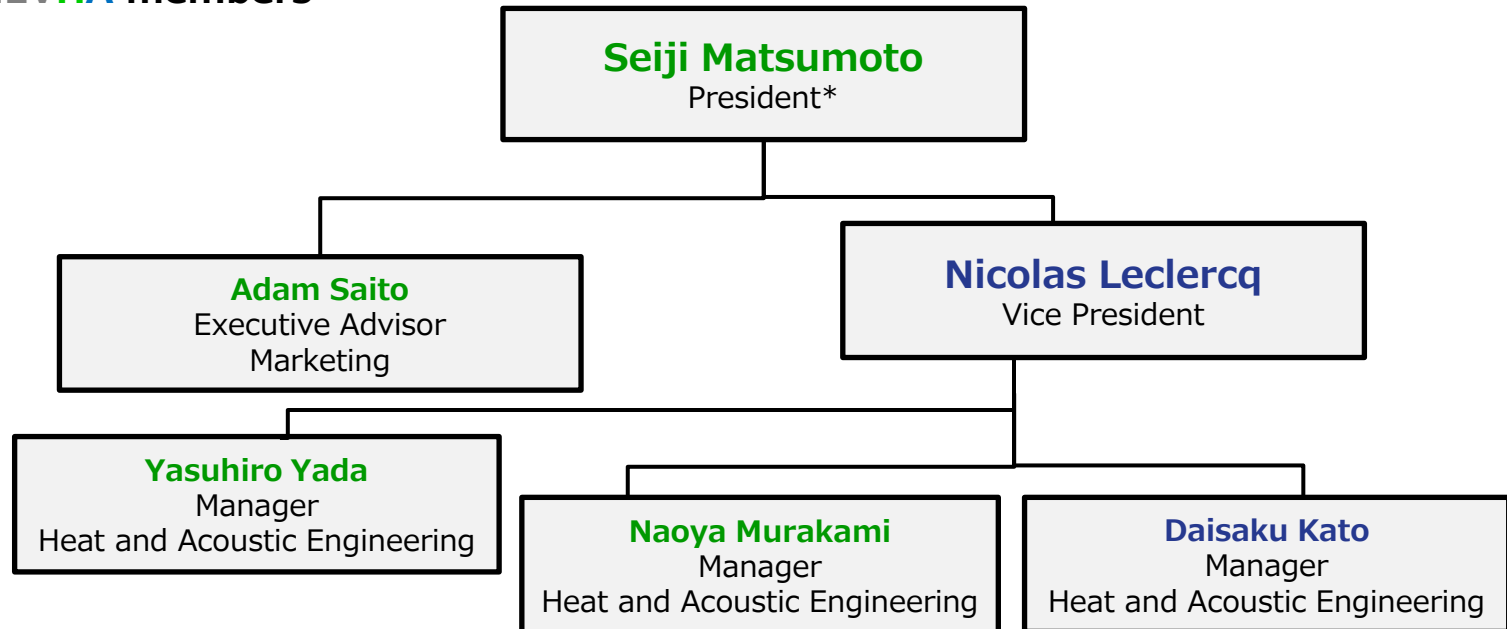 members
Seiji Matsumoto
President*
Adam Saito
Executive Advisor
Marketing
Nicolas Leclercq
Vice President
Yasuhiro Yada
Manager
Heat and Acoustic Engineering
Naoya Murakami
Manager
Heat and Acoustic Engineering
Daisaku Kato
Manager
Heat and Acoustic Engineering